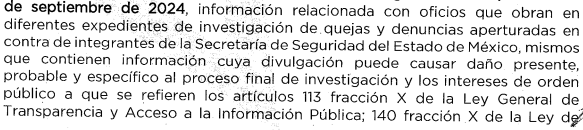 de septiembre de 2024, información relacionada con oficios que obran en
diferentes expedientes de investigación de quejas y denuncias aperturadas en
contra de integrantes de la Secretaría de Seguridad del Estado de México, mismos
que contienen información cuya divulgación puede causar daño presente,
probable y específico al proceso final de investigación y los intereses de orden
público a que se refieren los artículos 113 fracción X de la Ley General de
Transparencia y Acceso a la Información Pública; 140 fracción X de la Ley de